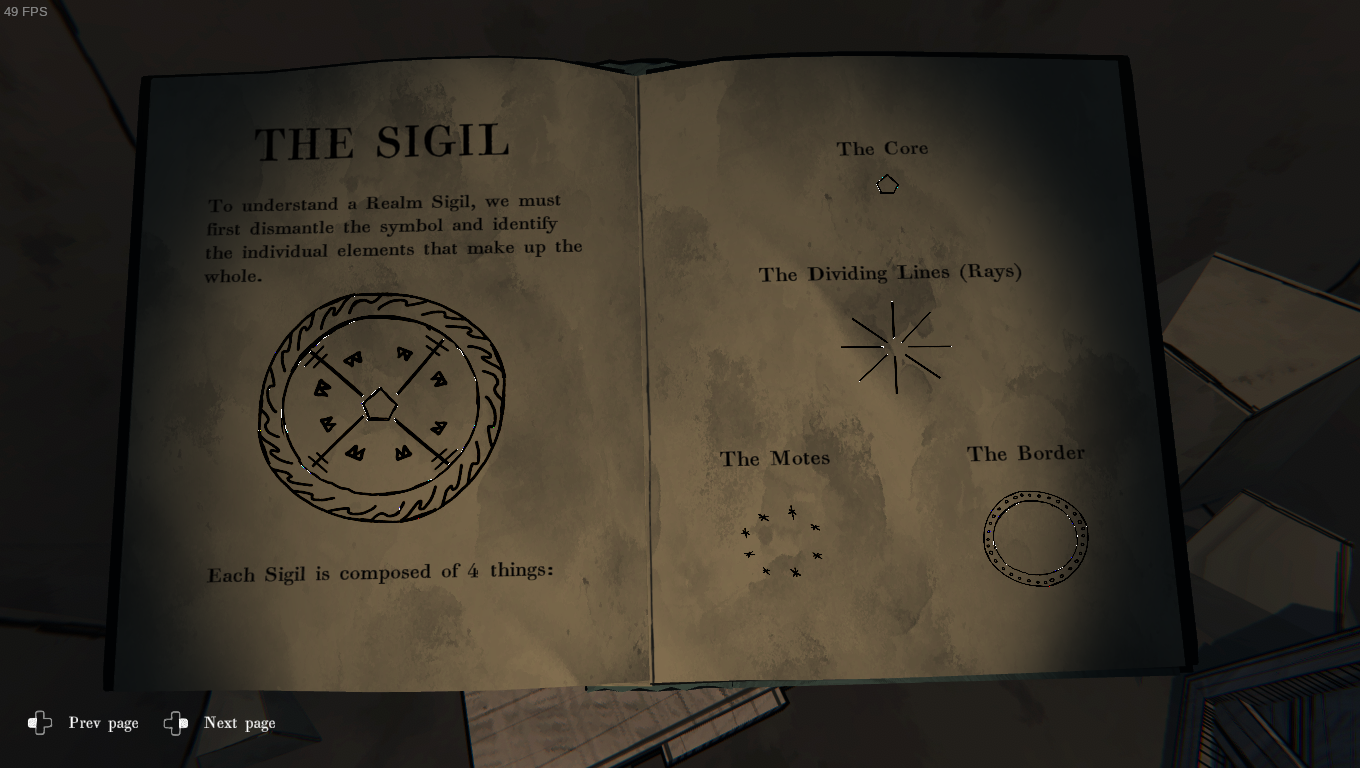 49 FPS
THE SIGIL
To understand a Realm Sigil, we must
first dismantle the symbol and identify
the individual elements that make up the
whole.
Each Sigil is composed of 4 things:
The Core
The Dividing Lines (Rays)
The Motes
The Border
Prev page
Next page